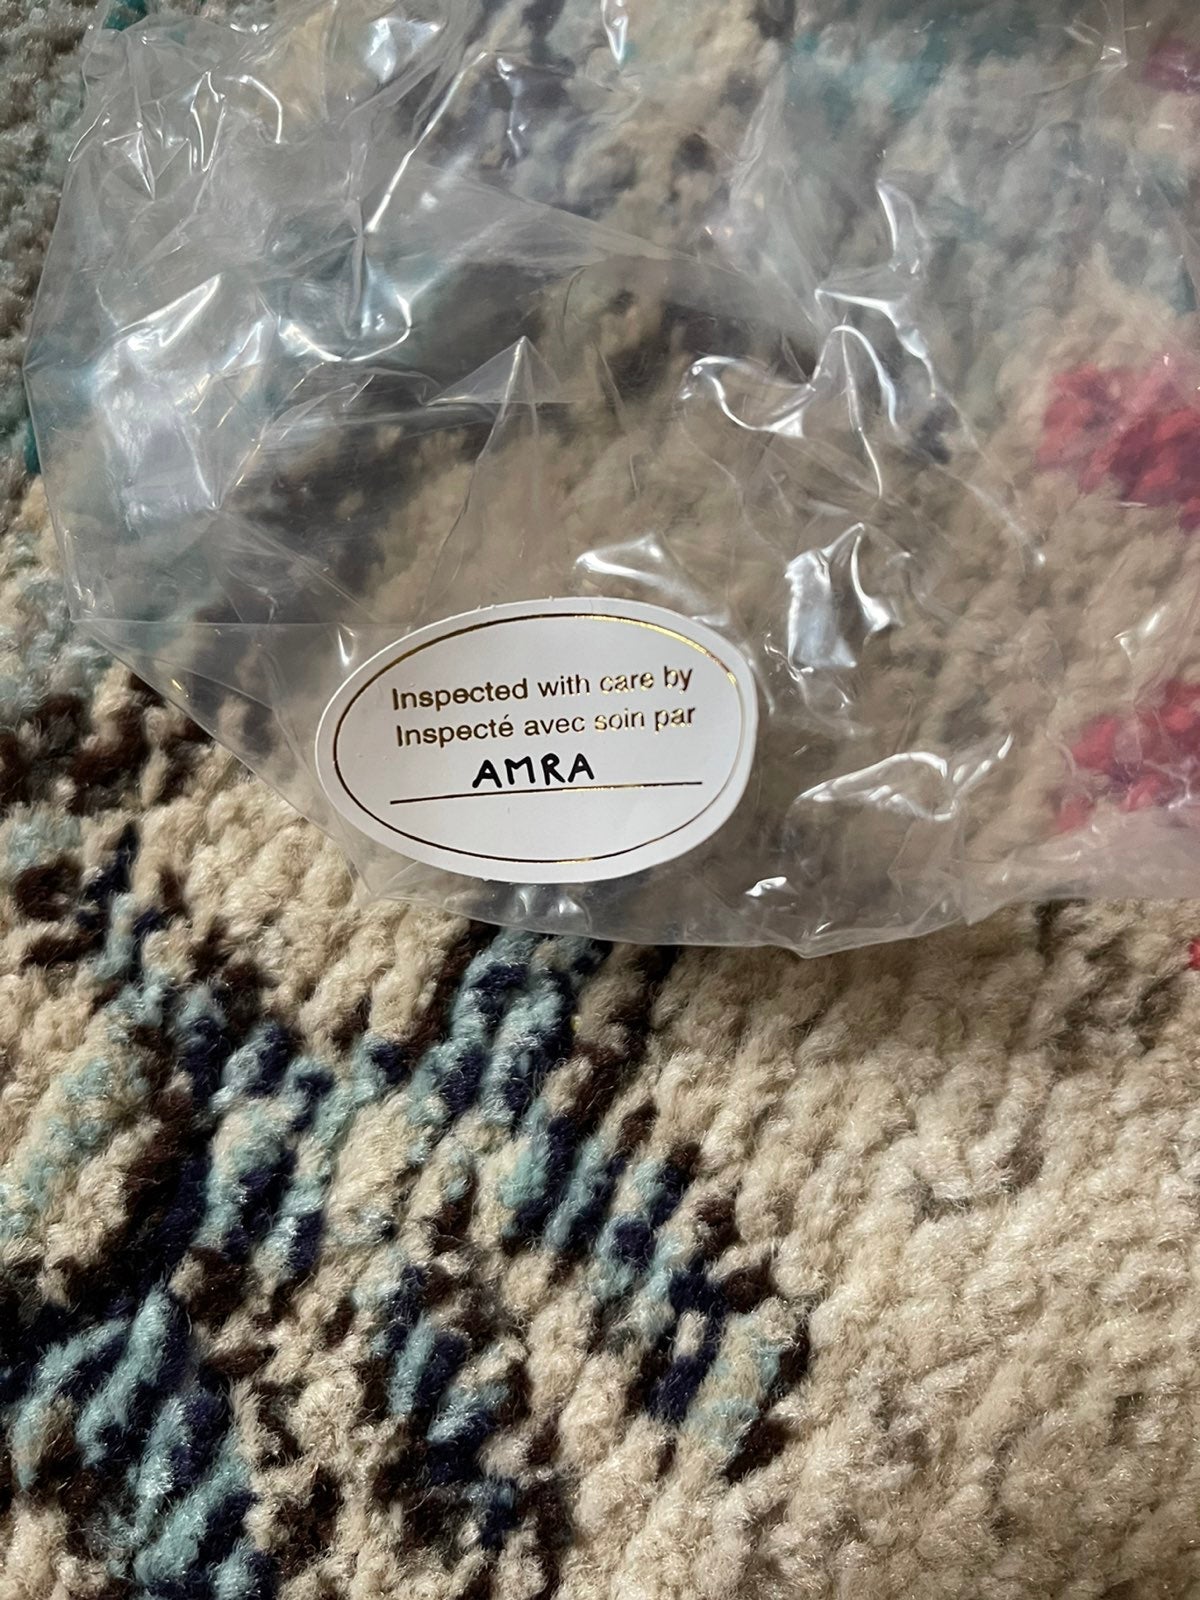 Inspected with care by
Inspecté avec soin par
AMRA